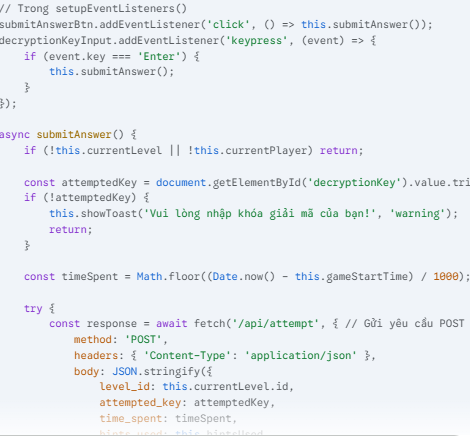 // Trong setupEventListeners()
submitAnswerBtn.addEventListener('click', () => this.submitAnswer());
decryptionKeyInput.addEventListener('keypress', (event) => {
    if (event.key === 'Enter') {
        this.submitAnswer();
    }
});

async submitAnswer() {
    if (!this.currentLevel || !this.currentPlayer) return;

    const attemptedKey = document.getElementById('decryptionKey').value.tri
    if (!attemptedKey) {
        this.showToast('Vui lòng nhập khóa giải mã của bạn!', 'warning');
        return;
    }

    const timeSpent = Math.floor((Date.now() - this.gameStartTime) / 1000);

    try {
        const response = await fetch('/api/attempt', { // Gửi yêu cầu POST
            method: 'POST',
            headers: { 'Content-Type': 'application/json' },
            body: JSON.stringify({
                level_id: this.currentLevel.id,
                attempted_key: attemptedKey,
                time_spent: timeSpent,
                hints_used: this.hintsUsed